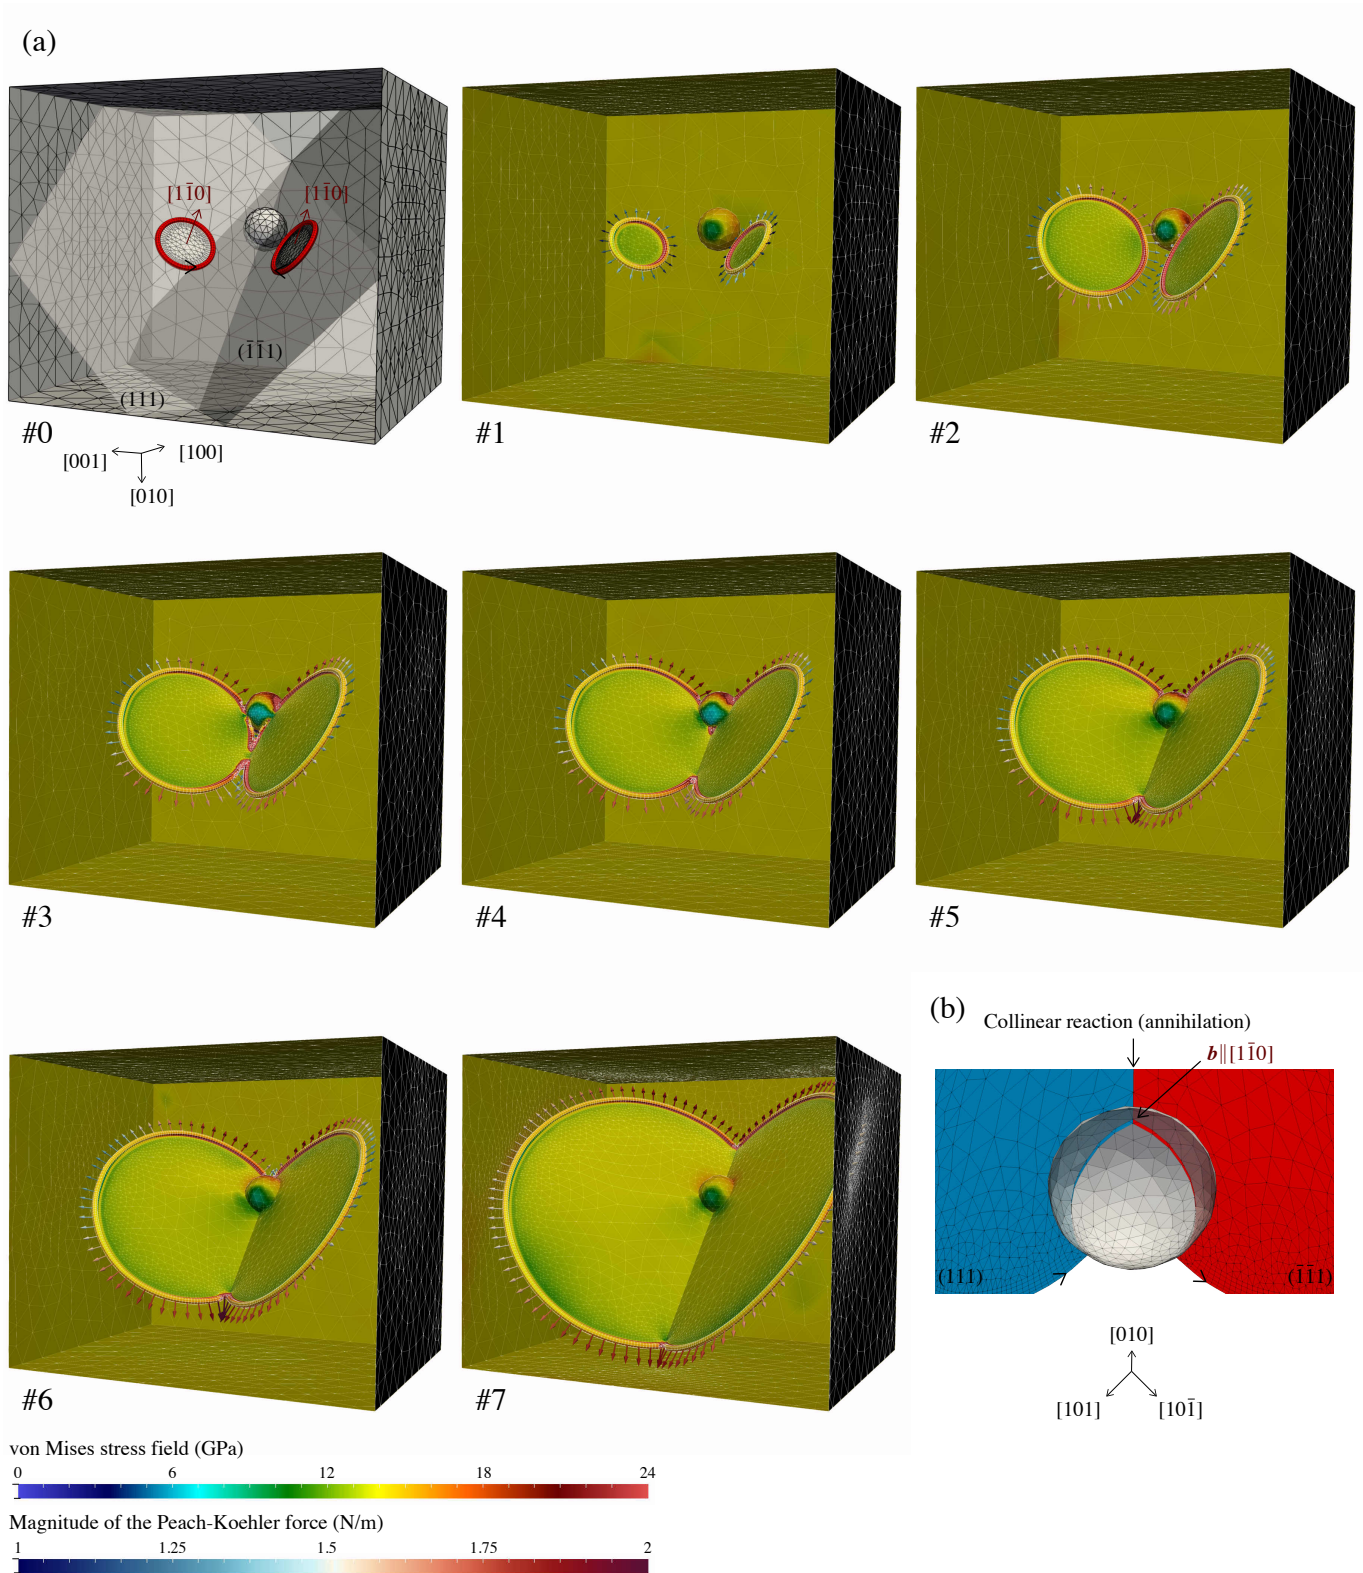 (a)
[11̄0] [11̄0]
(1̄1̄1)
(111)
#0 #1 #2
[001] [100]
[010]
#3 #4 #5
#6 #7
(b)
Collinear reaction (annihilation)
b||[11̄0]
(111) (1̄1̄1)
[010]
[101] [101̄]
von Mises stress field (GPa)
0 6 12 18 24
Magnitude of the Peach-Koehler force (N/m)
1 1.25 1.5 1.75 2